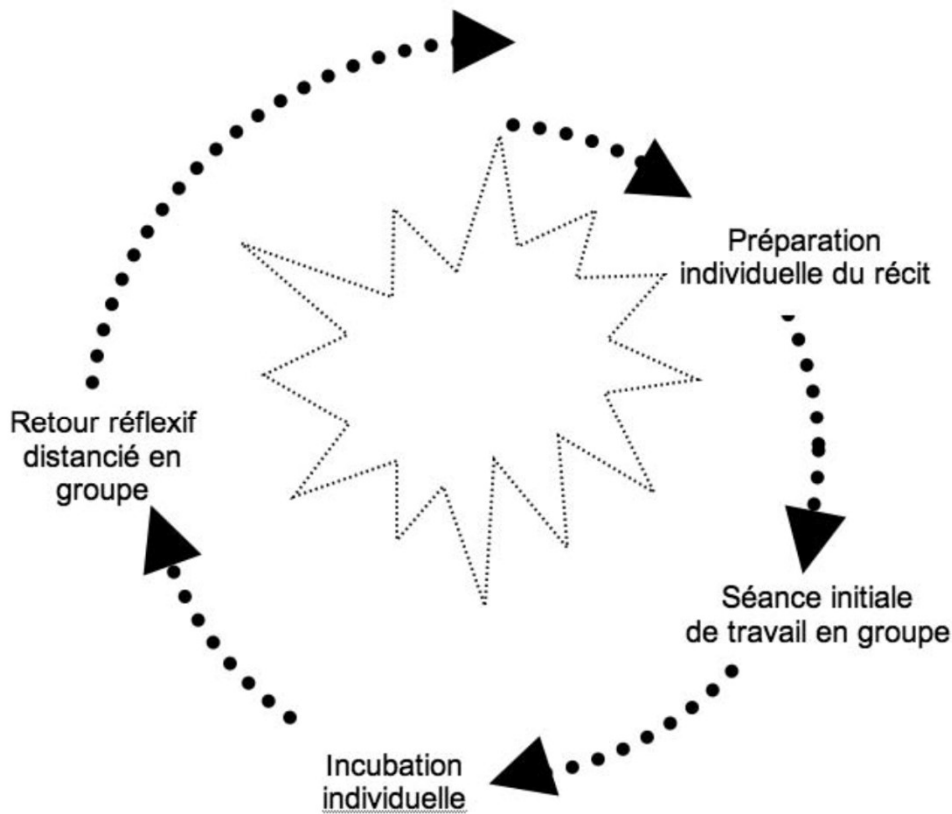 Préparation
individuelle du récit
Séance initiale
de travail en groupe
Incubation
individuelle
Retour réflexif
distancié en
groupe